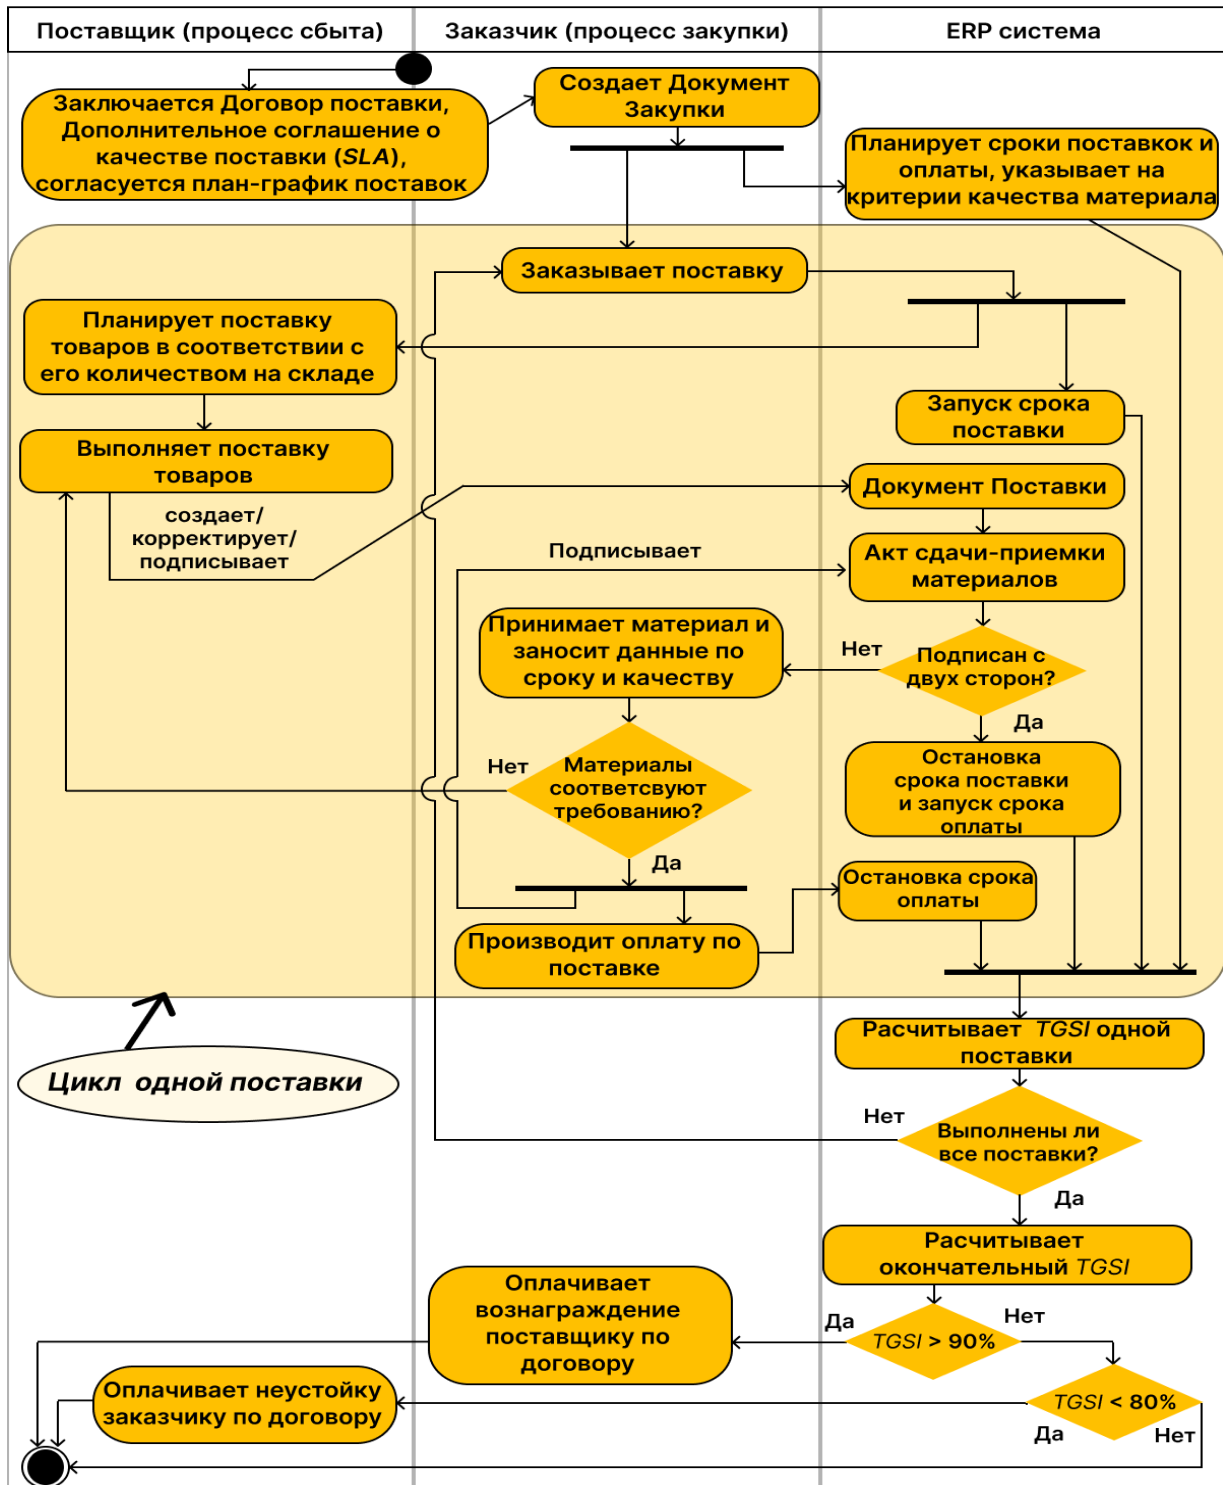 Поставщик (процесс сбыта)
Заказчик (процесс закупки)
ERP система
Заключается Договор поставки,
Дополнительное соглашение о
качестве поставки (SLA),
согласуется план-график поставок
Создает Документ
Закупки
Планирует сроки поставкок и
оплаты, указывает на
критерии качества материала
Заказывает поставку
Планирует поставку
товаров в соответствии с
его количеством на складе
Запуск срока
поставки
Выполняет поставку
товаров
Документ Поставки
создает/
корректирует/
подписывает
Подписывает
Акт сдачи-приемки
материалов
Принимает материал и
заносит данные по
сроку и качеству
Нет
Подписан с
двух сторон?
Да
Нет
Материалы
соответсвуют
требованию?
Остановка
срока поставки
и запуск срока
оплаты
Да
Остановка срока
оплаты
Производит оплату по
поставке
Расчитывает TGSI одной
поставки
Цикл одной поставки
Нет
Выполнены ли
все поставки?
Да
Расчитывает
окончательный TGSI
Оплачивает
вознаграждение
поставщику по
договору
Да
Нет
TGSI > 90%
Оплачивает неустойку
заказчику по договору
TGSI < 80%
Да
Нет